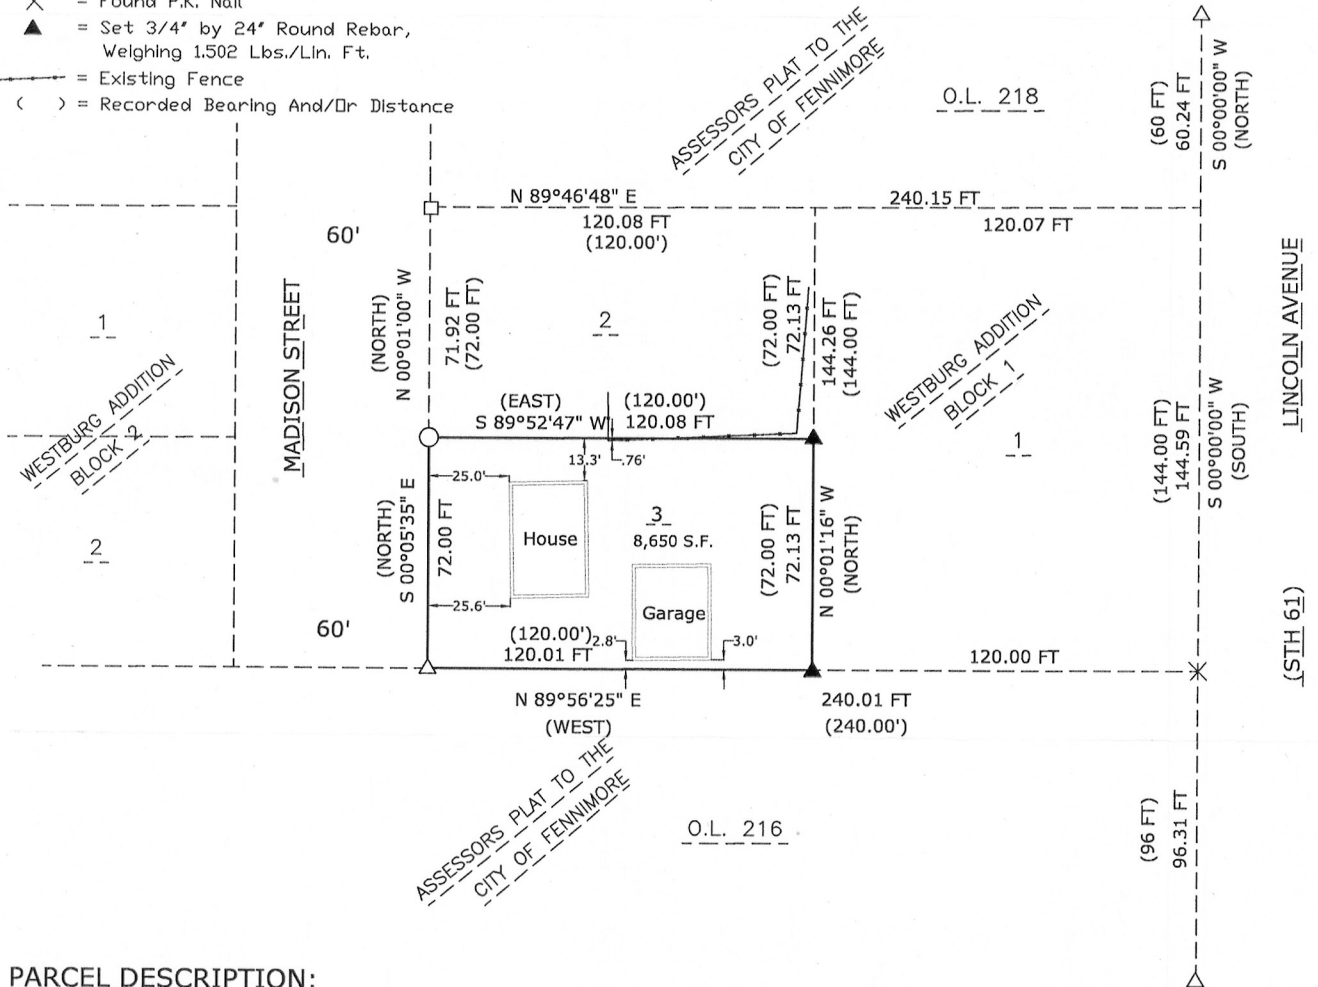 = Found P.K. Nail
= Set 3/4" by 24" Round Rebar,
Weighing 1.502 Lbs./Lin. Ft.
= Existing Fence
( ) = Recorded Bearing And/Or Distance
ASSESSORS PLAT TO THE
CITY OF FENNIMORE
O.L. 218
(60 FT)
60.24 FT
S 00°00'00" W
(NORTH)
N 89°46'48" E
240.15 FT
120.08 FT
(120.00')
120.07 FT
60'
MADISON STREET
(NORTH)
N 00°01'00" W
71.92 FT
(72.00 FT)
2
(72.00 FT)
72.13 FT
144.26 FT
(144.00 FT)
WESTBURG ADDITION
BLOCK 1
1
LINCOLN AVENUE
(STH 61)
(144.00 FT)
144.59 FT
S 00°00'00" W
(SOUTH)
1
WESTBURG ADDITION
BLOCK 2
2
(EAST)
S 89°52'47" W
(120.00')
120.08 FT
13.3'
.76'
25.0'
(NORTH)
S 00°05'35" E
72.00 FT
House
3
8,650 S.F.
(72.00 FT)
72.13 FT
N 00°01'16" W
(NORTH)
25.6'
Garage
60'
(120.00')
120.01 FT
2.8'
3.0'
120.00 FT
N 89°56'25" E
(WEST)
240.01 FT
(240.00')
ASSESSORS PLAT TO THE
CITY OF FENNIMORE
O.L. 216
(96 FT)
96.31 FT
PARCEL DESCRIPTION: